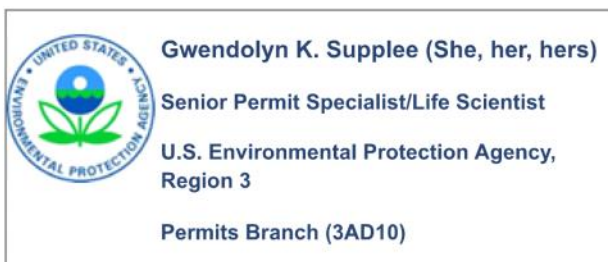 UNITED STATES
ENVIRONMENTAL PROTECTION AGENCY
Gwendolyn K. Supplee (She, her, hers)
Senior Permit Specialist/Life Scientist
U.S. Environmental Protection Agency,
Region 3
Permits Branch (3AD10)